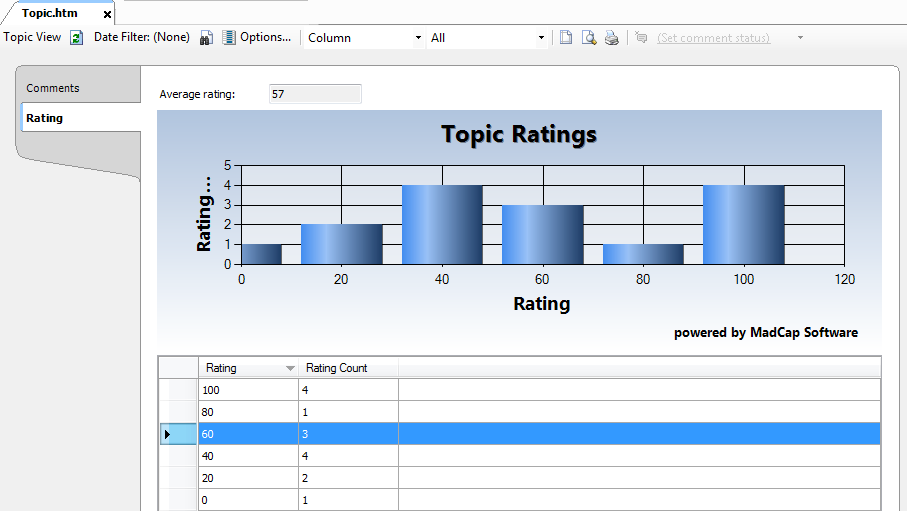 Topic.htm
Topic View Date Filter: (None) Options... Column All (Set comment status)
Comments
Rating
Average rating: 57
Topic Ratings
Rating...
5
4
3
2
1
0
0 20 40 60 80 100 120
Rating
powered by MadCap Software
Rating Rating Count
100 4
80 1
60 3
40 4
20 2
0 1